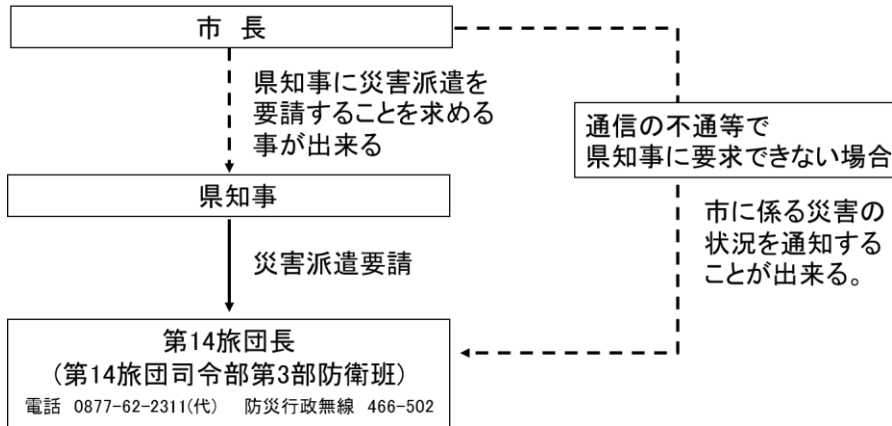 市 長
県知事に災害派遣を
要請することを求める
事が出来る
通信の不通等で
県知事に要求できない場合
県知事
市に係る災害の
状況を通知する
ことが出来る。
災害派遣要請
第14旅団長
(第14旅団司令部第3部防衛班)
電話 0877-62-2311(代) 防災行政無線 466-502